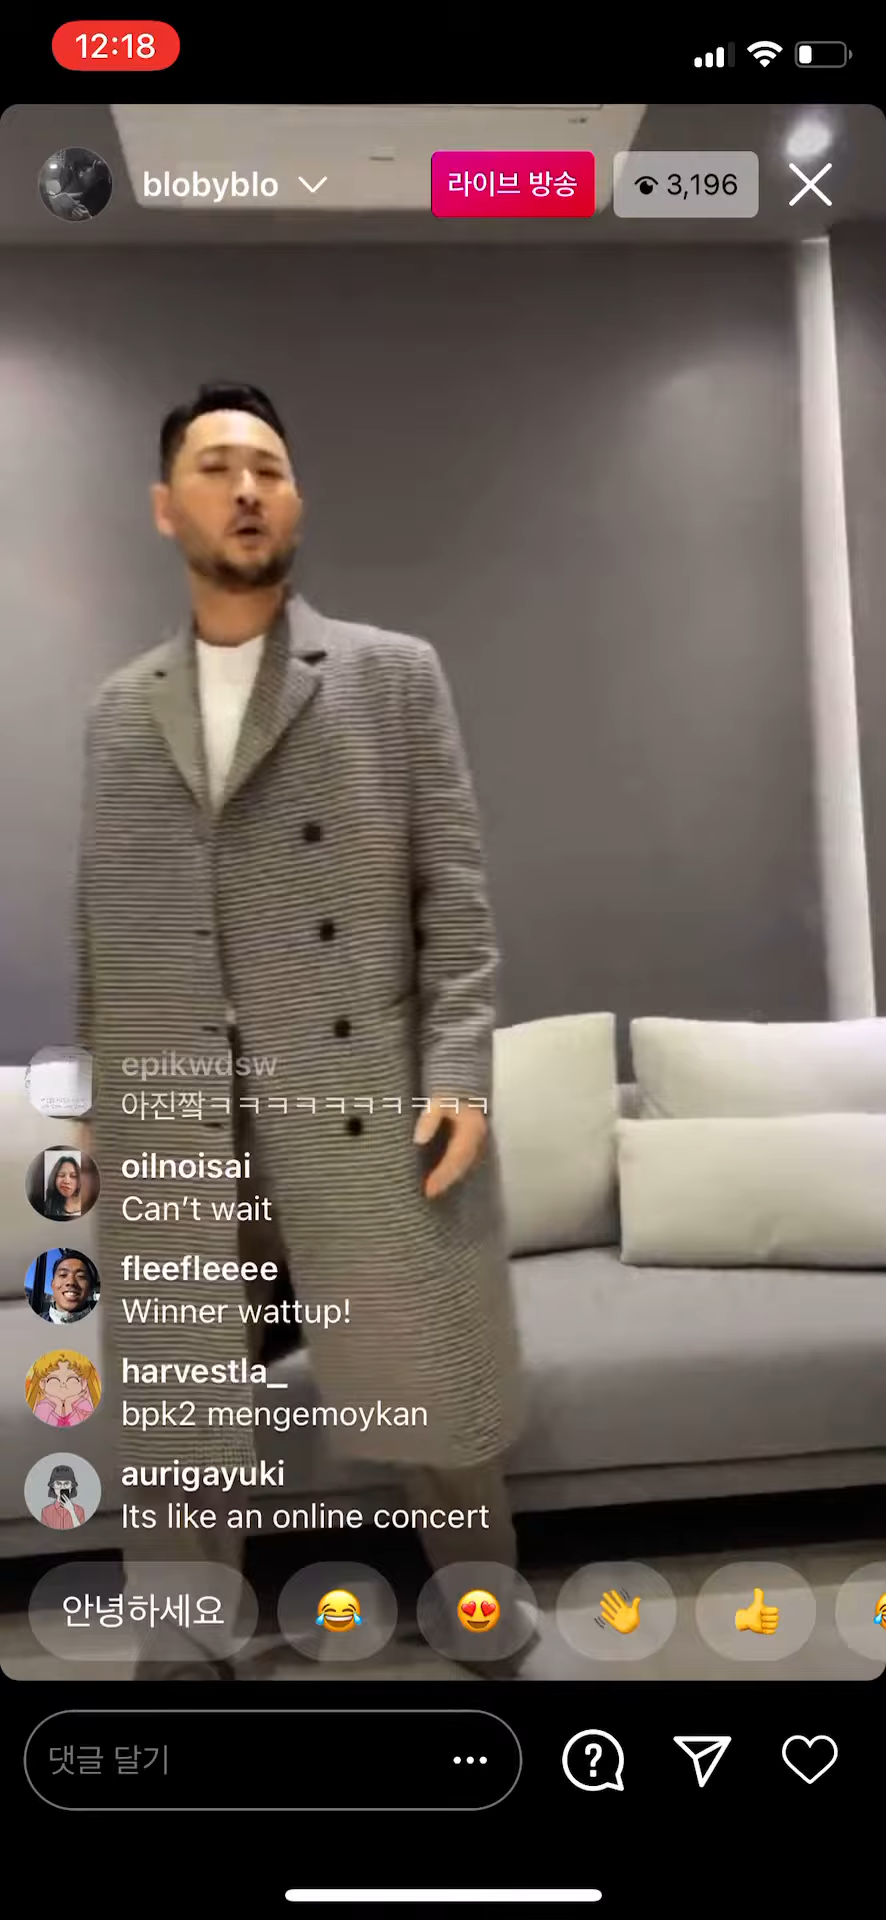 12:18
blobyblo
라이브 방송
3,196
epikwdsw
아진짴ㅋㅋㅋㅋㅋㅋㅋㅋㅋㅋ
oilnoisai
Can’t wait
fleefleeee
Winner wattup!
harvestla_
bpk2 mengemoykan
aurigayuki
Its like an online concert
안녕하세요
댓글 달기